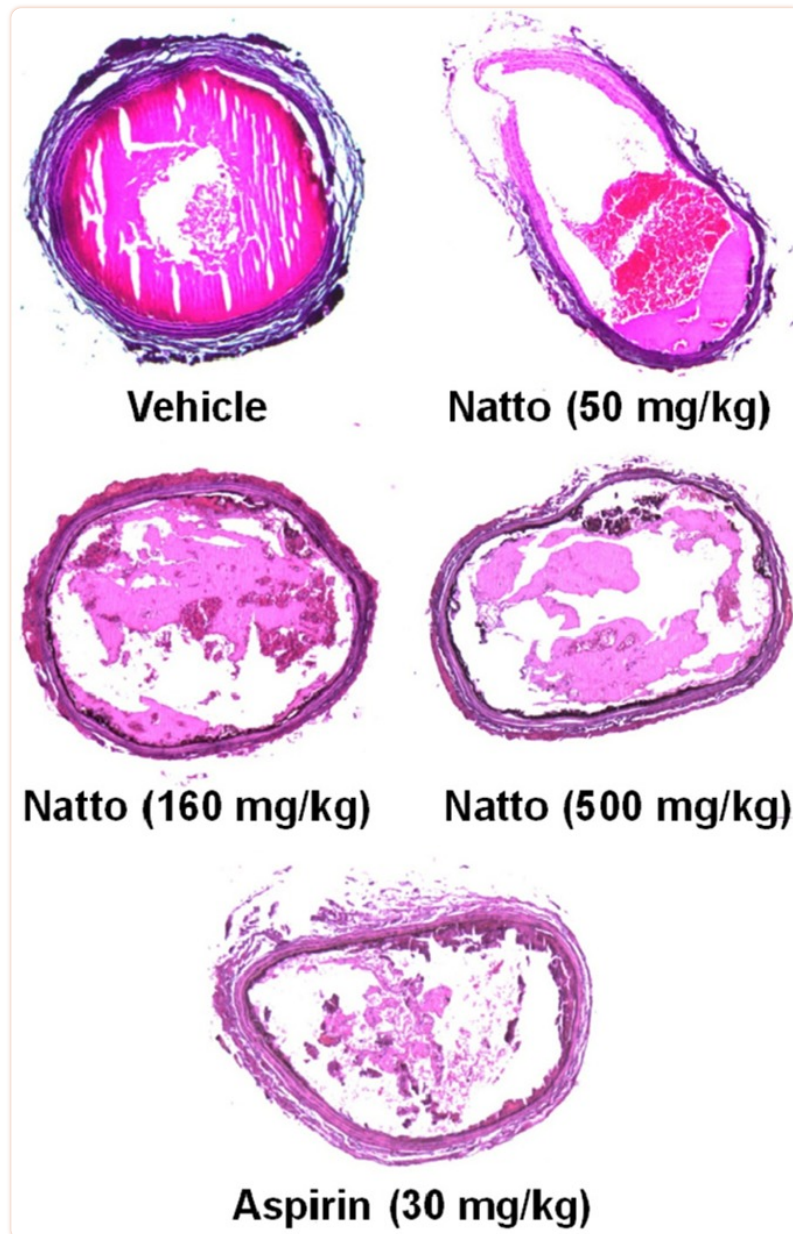 Vehicle
Natto (50 mg/kg)
Natto (160 mg/kg)
Natto (500 mg/kg)
Aspirin (30 mg/kg)